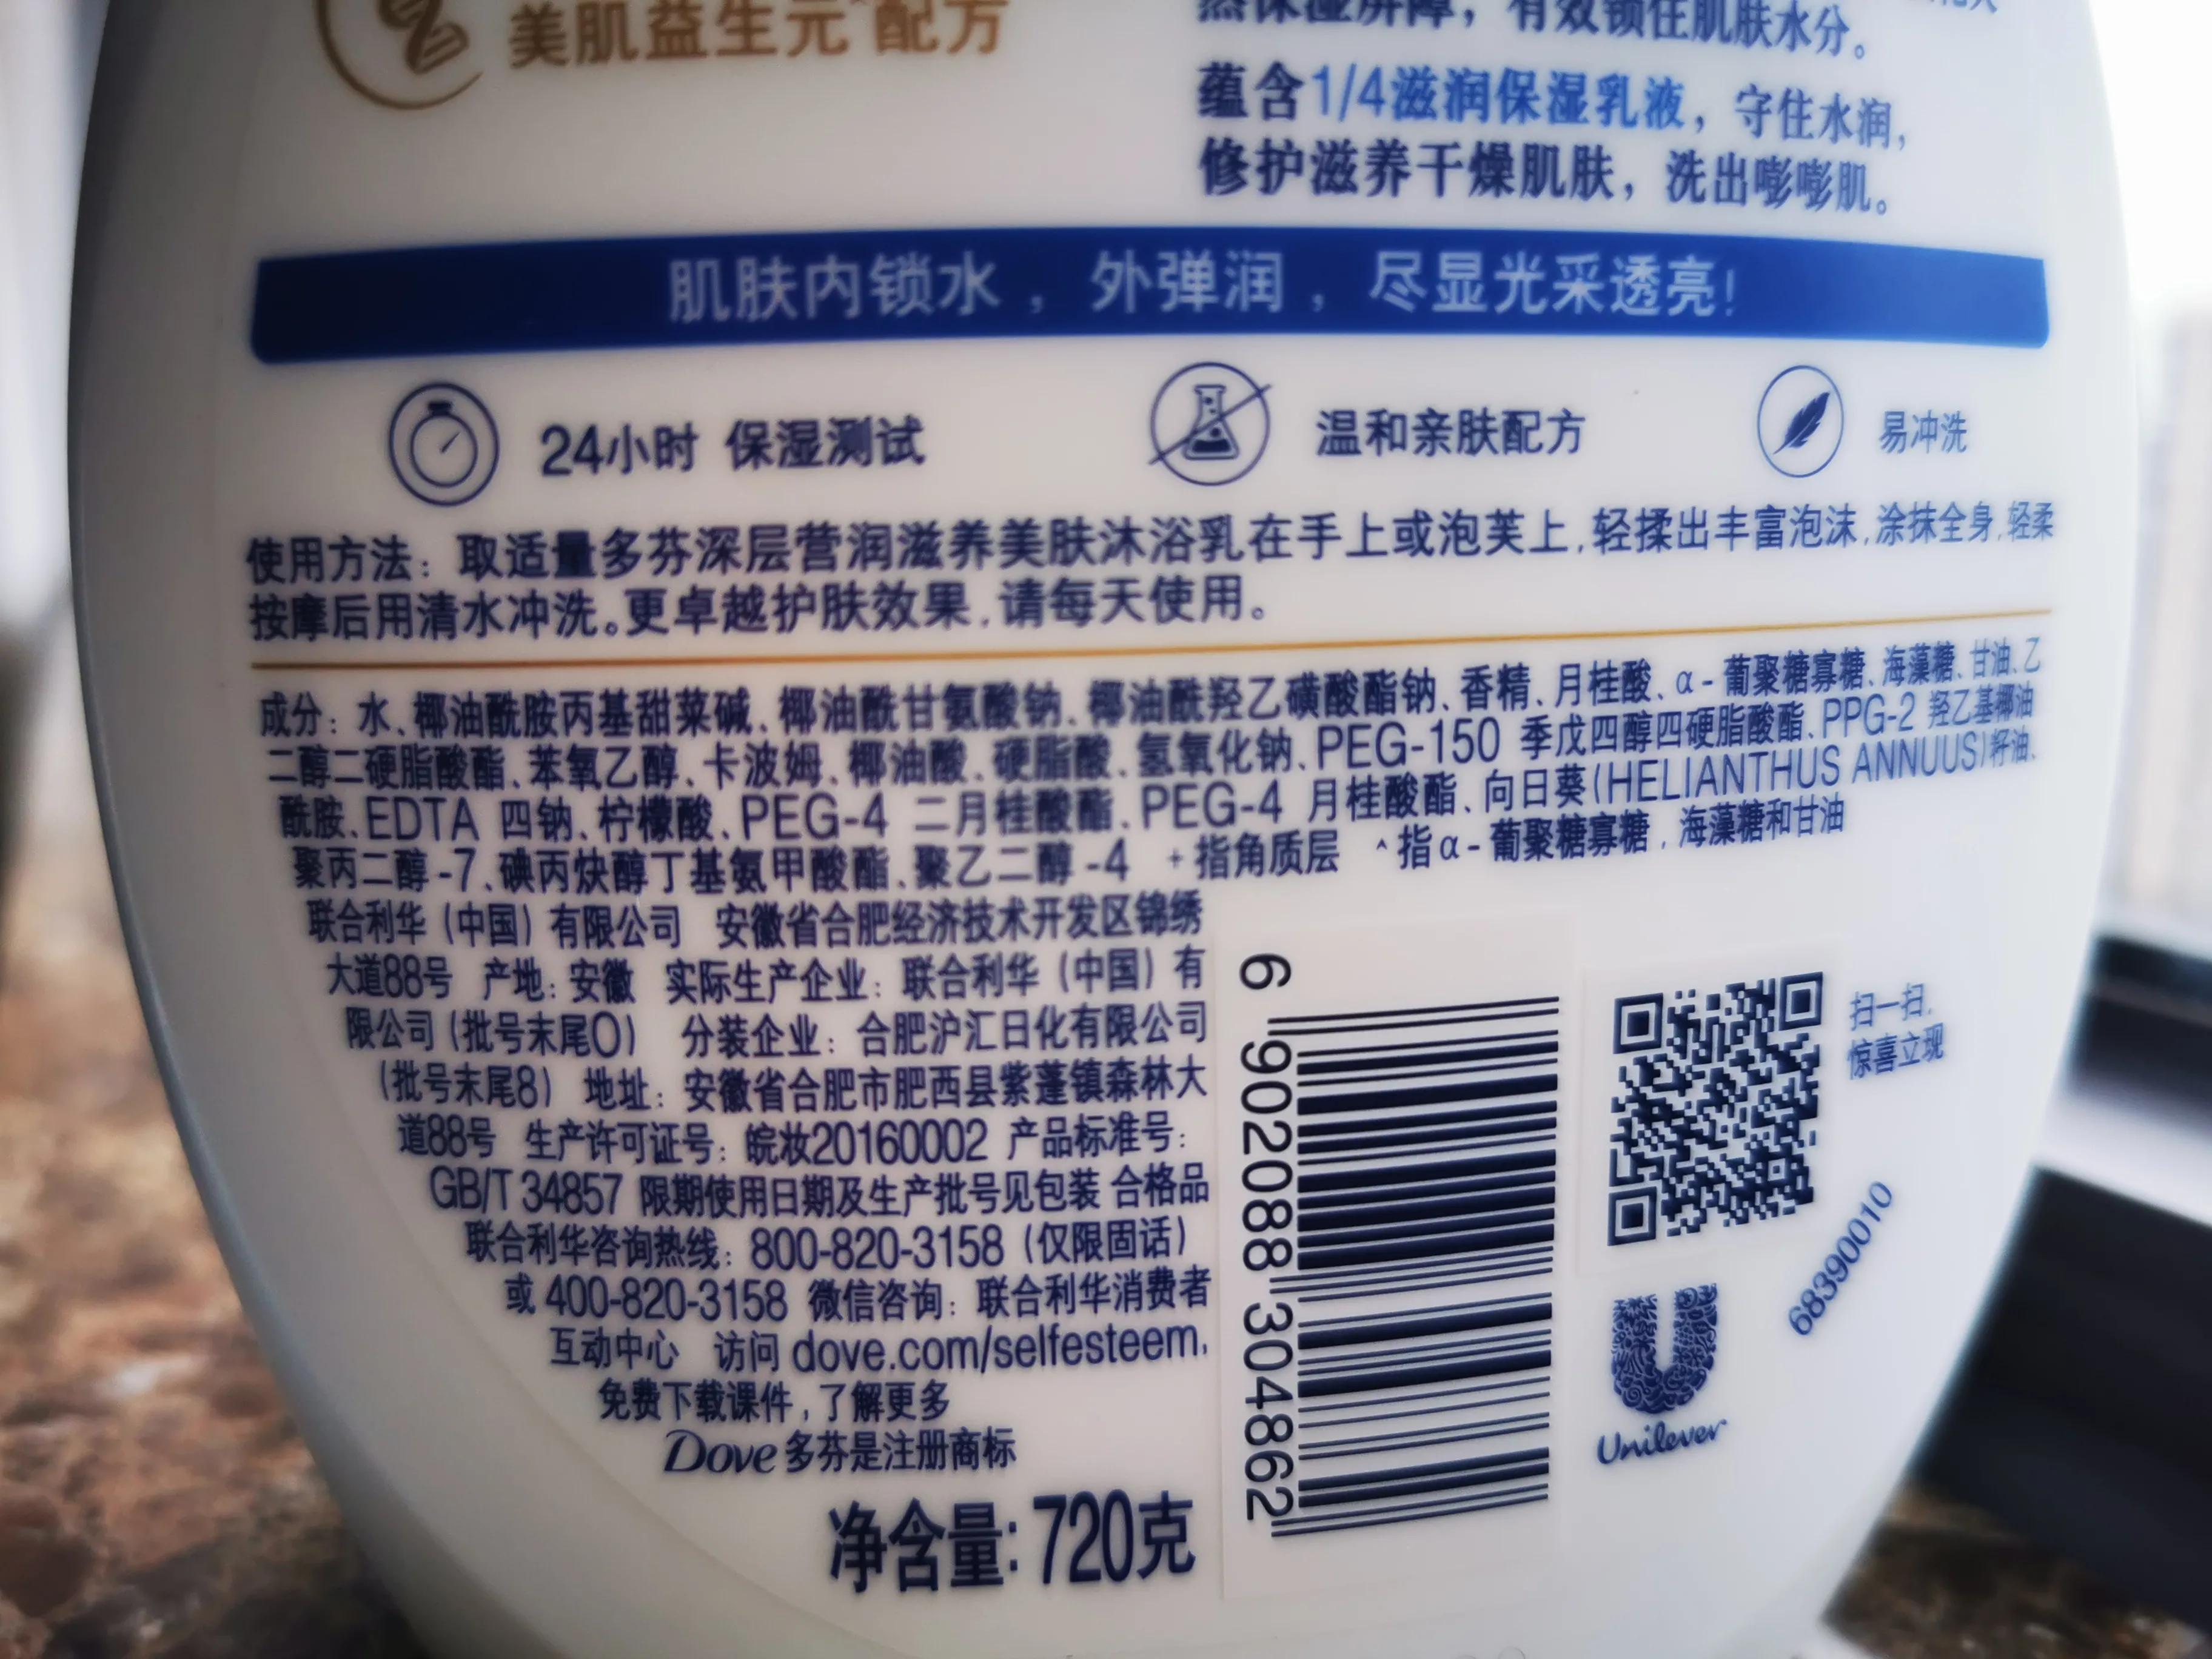 美肌益生元^配方
然保湿屏障，有效锁住肌肤水分。
蕴含1/4滋润保湿乳液，守住水润，
修护滋养干燥肌肤，洗出嘭嘭肌。
肌肤内锁水，外弹润，尽显光采透亮！
24小时 保湿测试
温和亲肤配方
易冲洗
使用方法：取适量多芬深层营润滋养美肤沐浴乳在手上或泡芙上，轻揉出丰富泡沫，涂抹全身，轻柔
按摩后用清水冲洗。更卓越护肤效果，请每天使用。
成分：水、椰油酰胺丙基甜菜碱、椰油酰甘氨酸钠、椰油酰羟乙磺酸酯钠、香精、月桂酸、α-葡聚糖寡糖、海藻糖、甘油、乙
二醇二硬脂酸酯、苯氧乙醇、卡波姆、椰油酸、硬脂酸、氢氧化钠、PEG-150 季戊四醇四硬脂酸酯、PPG-2 羟乙基椰油
酰胺、EDTA 四钠、柠檬酸、PEG-4 二月桂酸酯、PEG-4 月桂酸酯、向日葵(HELIANTHUS ANNUUS)籽油、
聚丙二醇-7、碘丙炔醇丁基氨甲酸酯、聚乙二醇-4 +指角质层 ^指α-葡聚糖寡糖，海藻糖和甘油
联合利华（中国）有限公司 安徽省合肥经济技术开发区锦绣
大道88号 产地：安徽 实际生产企业：联合利华（中国）有
限公司（批号末尾O） 分装企业：合肥沪汇日化有限公司
（批号末尾8） 地址：安徽省合肥市肥西县紫蓬镇森林大
道88号 生产许可证号：皖妆20160002 产品标准号：
GB/T 34857 限期使用日期及生产批号见包装 合格品
联合利华咨询热线：800-820-3158（仅限固话）
或 400-820-3158 微信咨询：联合利华消费者
互动中心 访问 dove.com/selfesteem，
免费下载课件，了解更多
Dove 多芬是注册商标
净含量：720克
6 902088 304862
扫一扫，
惊喜立现
68390010
Unilever